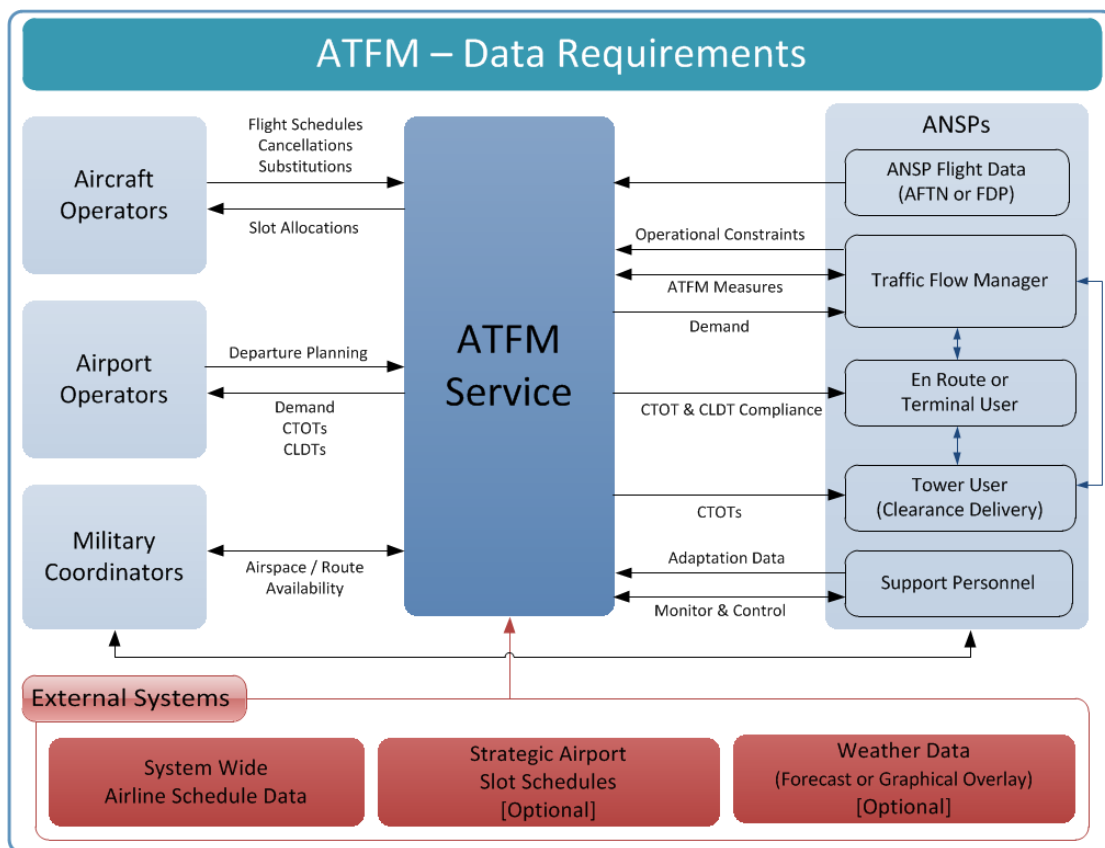 ATFM – Data Requirements
Aircraft
Operators
Flight Schedules
Cancellations
Substitutions
Slot Allocations
Airport
Operators
Departure Planning
Demand
CTOTs
CLDTs
Military
Coordinators
Airspace / Route
Availability
ATFM
Service
ANSPs
ANSP Flight Data
(AFTN or FDP)
Operational Constraints
ATFM Measures
Demand
Traffic Flow Manager
CTOT & CLDT Compliance
En Route or
Terminal User
CTOTs
Tower User
(Clearance Delivery)
Adaptation Data
Monitor & Control
Support Personnel
External Systems
System Wide
Airline Schedule Data
Strategic Airport
Slot Schedules
[Optional]
Weather Data
(Forecast or Graphical Overlay)
[Optional]